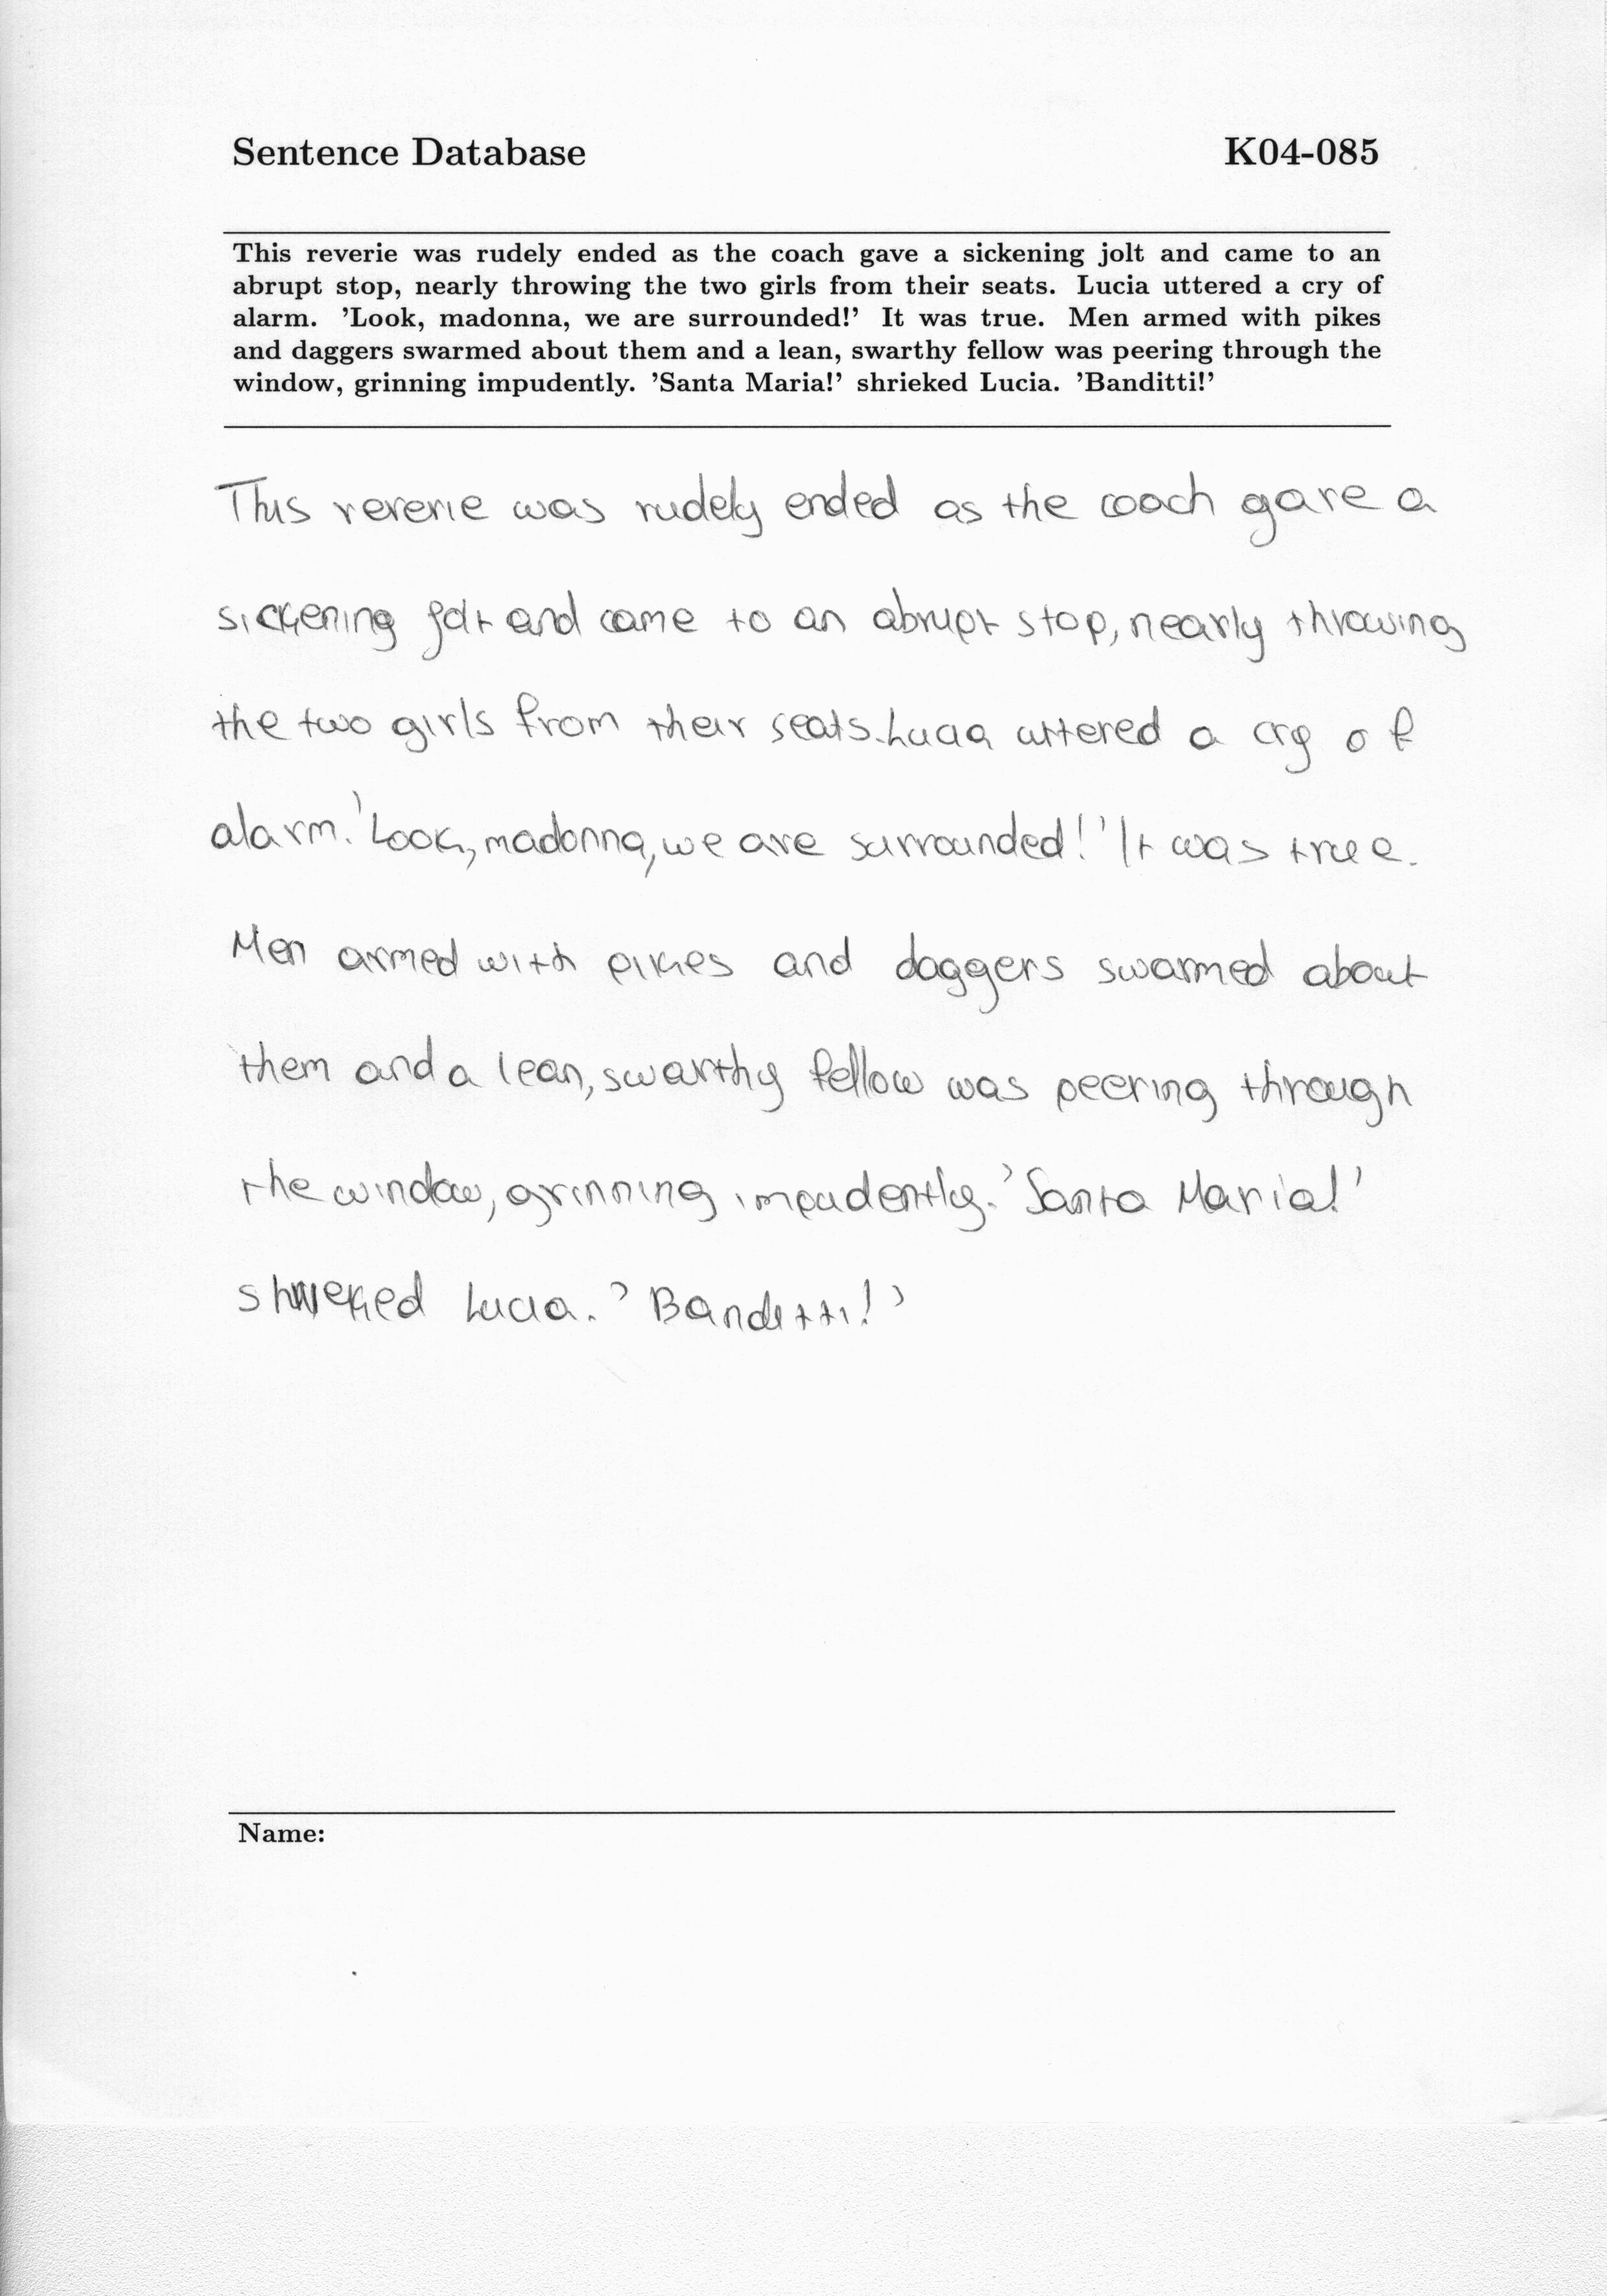 Sentence Database K04-085
This reverie was rudely ended as the coach gave a sickening jolt and came to an
abrupt stop, nearly throwing the two girls from their seats. Lucia uttered a cry of
alarm. 'Look, madonna, we are surrounded!' It was true. Men armed with pikes
and daggers swarmed about them and a lean, swarthy fellow was peering through the
window, grinning impudently. 'Santa Maria!' shrieked Lucia. 'Banditti!'
This reverie was rudely ended as the coach gave a
sickening jolt and came to an abrupt stop, nearly throwing
the two girls from their seats. Lucia uttered a cry of
alarm. 'Look, madonna, we are surrounded!' It was true.
Men armed with pikes and daggers swarmed about
them and a lean, swarthy fellow was peering through
the window, grinning impudently. 'Santa Maria!'
shrieked Lucia. 'Banditti!'
Name: